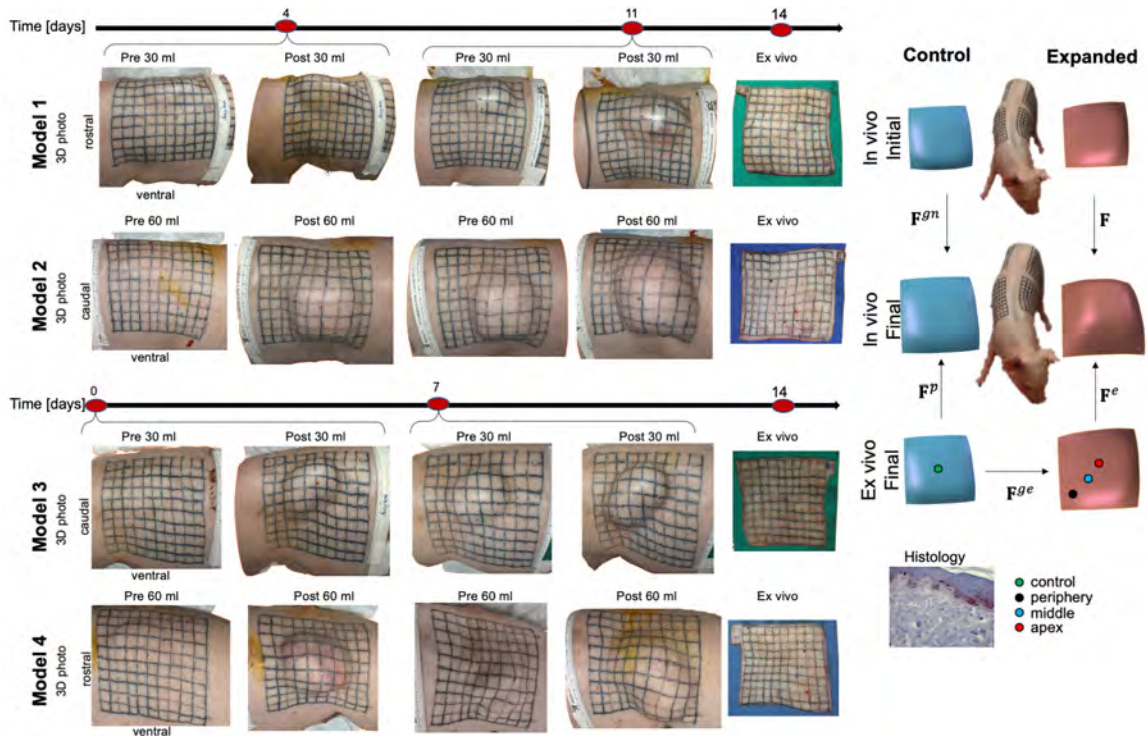 Time [days]
4
11
14
Pre 30 ml
Post 30 ml
Pre 30 ml
Post 30 ml
Ex vivo
Model 1
3D photo
rostral
ventral
Pre 60 ml
Post 60 ml
Pre 60 ml
Post 60 ml
Ex vivo
Model 2
3D photo
caudal
ventral
Time [days]
0
7
14
Pre 30 ml
Post 30 ml
Pre 30 ml
Post 30 ml
Ex vivo
Model 3
3D photo
caudal
ventral
Pre 60 ml
Post 60 ml
Pre 60 ml
Post 60 ml
Ex vivo
Model 4
3D photo
rostral
ventral
Control
Expanded
In vivo
Initial
F^gn
F
In vivo
Final
F^p
F^e
Ex vivo
Final
F^ge
Histology
control
periphery
middle
apex